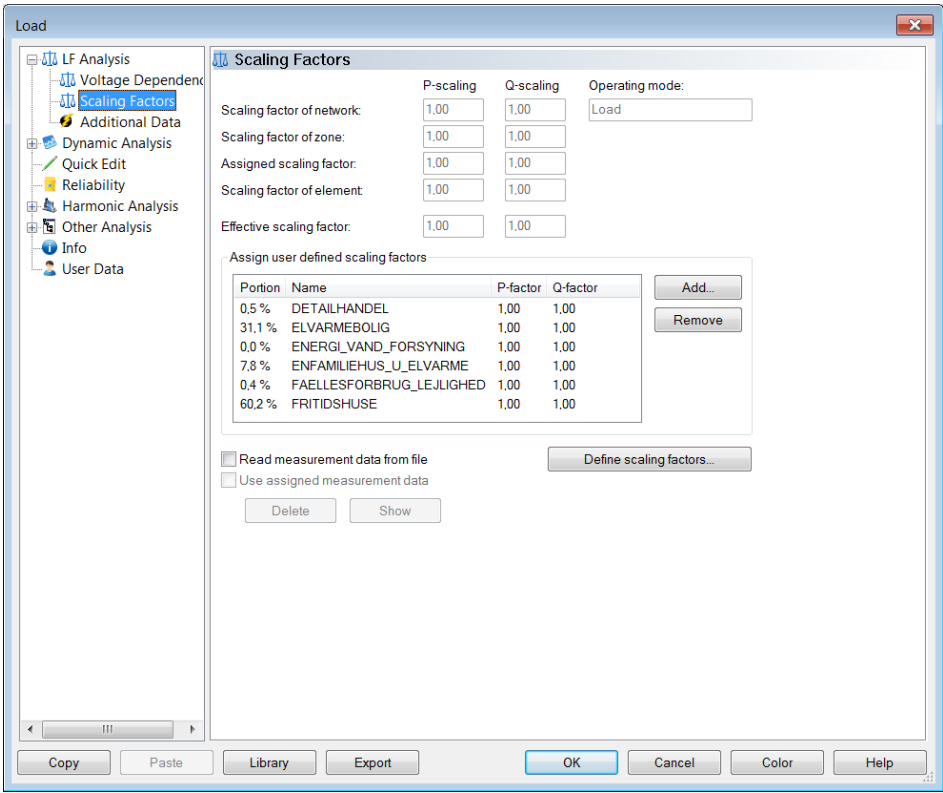 Load
LF Analysis
Voltage Dependenc
Scaling Factors
Additional Data
Dynamic Analysis
Quick Edit
Reliability
Harmonic Analysis
Other Analysis
Info
User Data
Scaling Factors
P-scaling Q-scaling Operating mode:
Scaling factor of network: 1,00 1,00 Load
Scaling factor of zone: 1,00 1,00
Assigned scaling factor: 1,00 1,00
Scaling factor of element: 1,00 1,00
Effective scaling factor: 1,00 1,00
Assign user defined scaling factors
Portion Name P-factor Q-factor
0,5 % DETAILHANDEL 1,00 1,00
31,1 % ELVARMEBOLIG 1,00 1,00
0,0 % ENERGI_VAND_FORSYNING 1,00 1,00
7,8 % ENFAMILIEHUS_U_ELVARME 1,00 1,00
0,4 % FAELLESFORBRUG_LEJLIGHED 1,00 1,00
60,2 % FRITIDSHUSE 1,00 1,00
Add...
Remove
Read measurement data from file
Define scaling factors...
Use assigned measurement data
Delete Show
Copy Paste Library Export OK Cancel Color Help